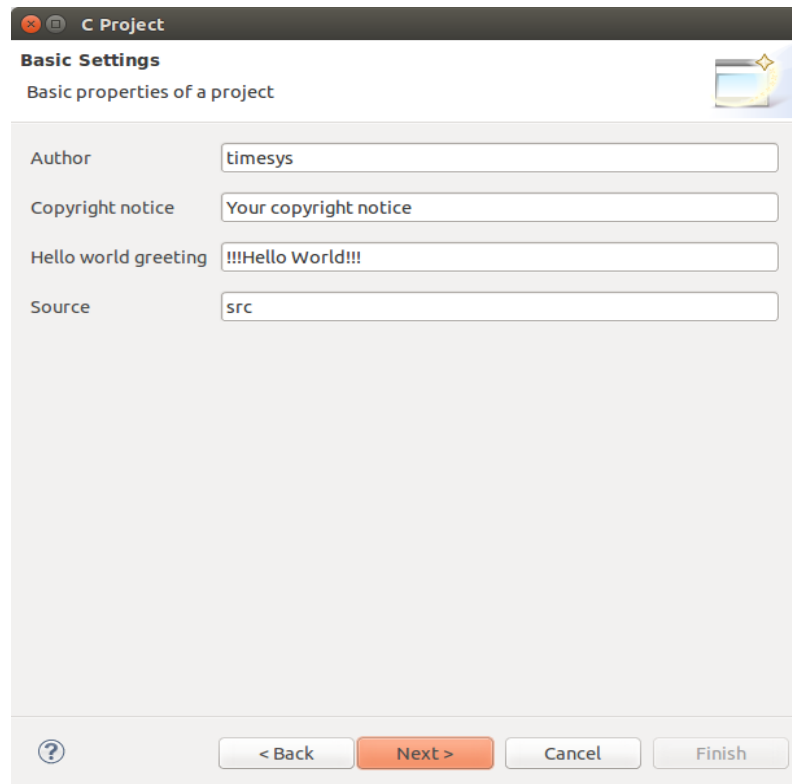 C Project
Basic Settings
Basic properties of a project
Author timesys
Copyright notice Your copyright notice
Hello world greeting !!!Hello World!!!
Source src
? < Back Next > Cancel Finish